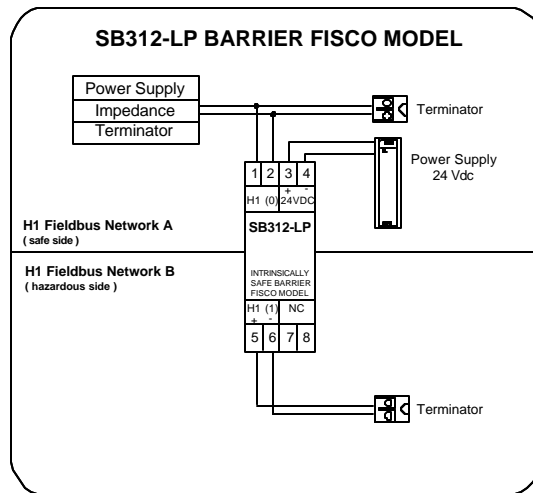 SB312-LP BARRIER FISCO MODEL
Power Supply
Impedance
Terminator
Terminator
Power Supply
24 Vdc
1 2 3 4
+ -
H1 (0) 24VDC
SB312-LP
H1 Fieldbus Network A
( safe side )
H1 Fieldbus Network B
( hazardous side )
INTRINSICALLY
SAFE BARRIER
FISCO MODEL
H1 (1) NC
+ -
5 6 7 8
Terminator